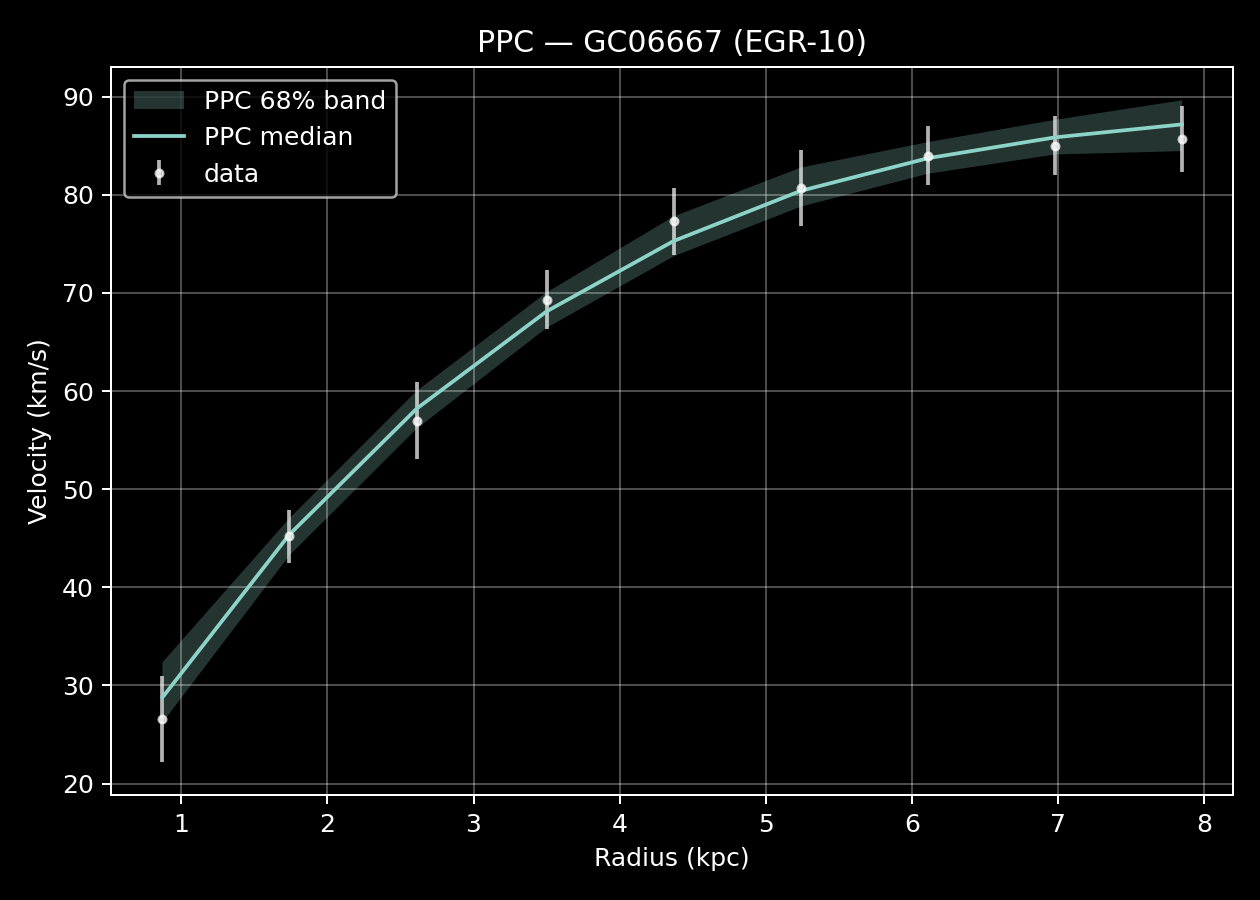 PPC — GC06667 (EGR-10)
PPC 68% band
PPC median
data
Velocity (km/s)
90
80
70
60
50
40
30
20
1 2 3 4 5 6 7 8
Radius (kpc)